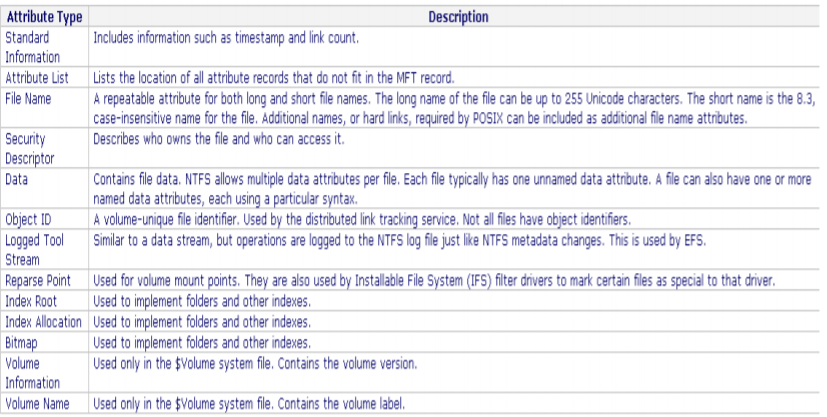 Attribute Type Description
Standard Includes information such as timestamp and link count.
Information
Attribute List Lists the location of all attribute records that do not fit in the MFT record.
File Name A repeatable attribute for both long and short file names. The long name of the file can be up to 255 Unicode characters. The short name is the 8.3,
case-insensitive name for the file. Additional names, or hard links, required by POSIX can be included as additional file name attributes.
Security Describes who owns the file and who can access it.
Descriptor
Data Contains file data. NTFS allows multiple data attributes per file. Each file typically has one unnamed data attribute. A file can also have one or more
named data attributes, each using a particular syntax.
Object ID A volume-unique file identifier. Used by the distributed link tracking service. Not all files have object identifiers.
Logged Tool Similar to a data stream, but operations are logged to the NTFS log file just like NTFS metadata changes. This is used by EFS.
Stream
Reparse Point Used for volume mount points. They are also used by Installable File System (IFS) filter drivers to mark certain files as special to that driver.
Index Root Used to implement folders and other indexes.
Index Allocation Used to implement folders and other indexes.
Bitmap Used to implement folders and other indexes.
Volume Used only in the $Volume system file. Contains the volume version.
Information
Volume Name Used only in the $Volume system file. Contains the volume label.